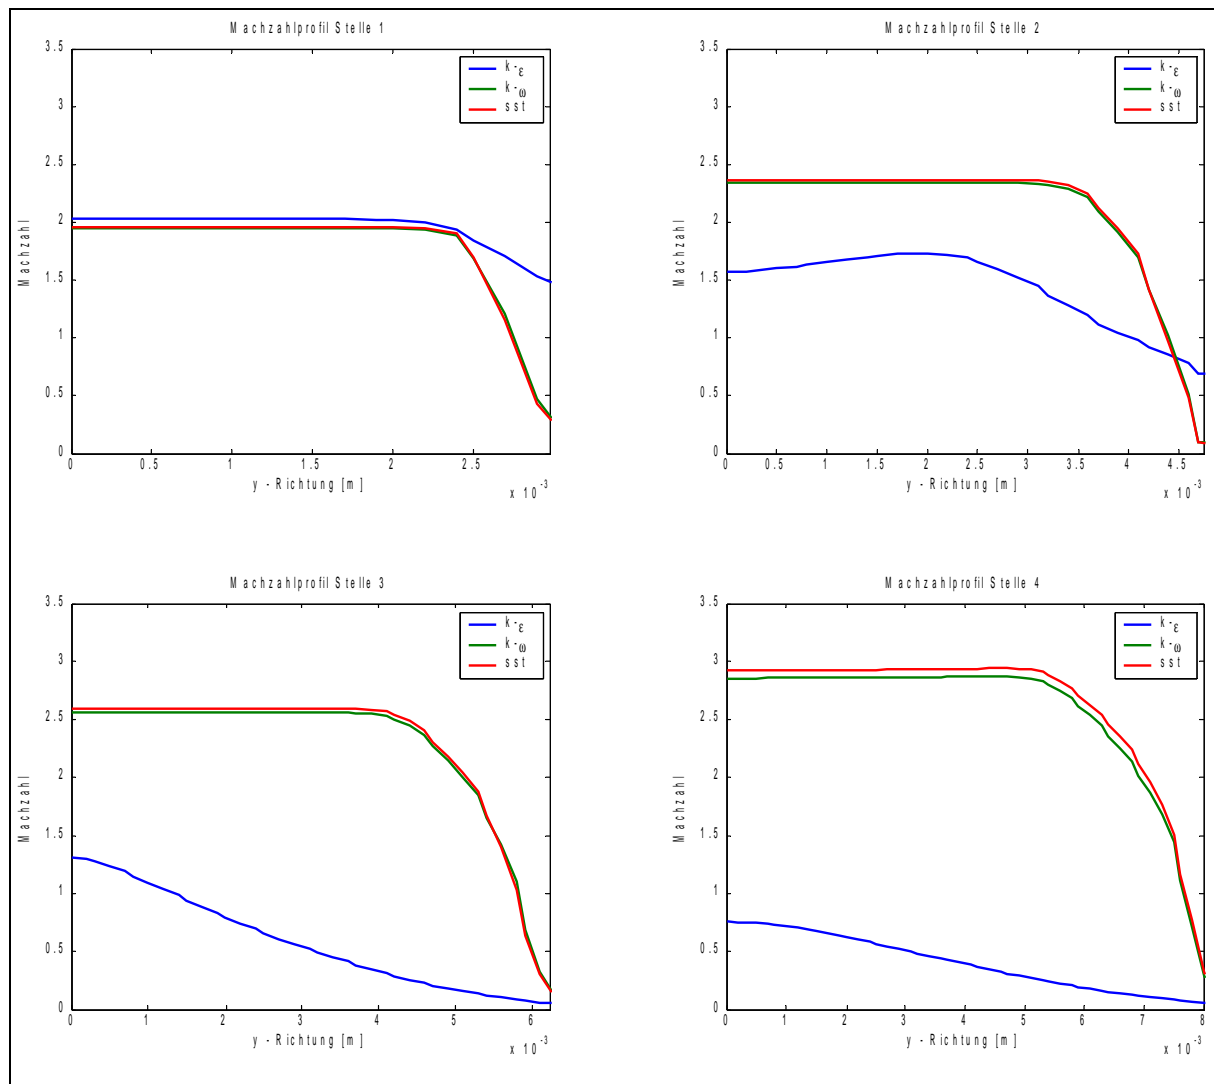 Machzahlprofil Stelle 1
3.5
3
2.5
2
1.5
1
0.5
0
Machzahl
k-ε
k-ω
sst
0 0.5 1 1.5 2 2.5
y - Richtung [m]
x 10^-3
Machzahlprofil Stelle 2
3.5
3
2.5
2
1.5
1
0.5
0
Machzahl
k-ε
k-ω
sst
0 0.5 1 1.5 2 2.5 3 3.5 4 4.5
y - Richtung [m]
x 10^-3
Machzahlprofil Stelle 3
3.5
3
2.5
2
1.5
1
0.5
0
Machzahl
k-ε
k-ω
sst
0 1 2 3 4 5 6
y - Richtung [m]
x 10^-3
Machzahlprofil Stelle 4
3.5
3
2.5
2
1.5
1
0.5
0
Machzahl
k-ε
k-ω
sst
0 1 2 3 4 5 6 7 8
y - Richtung [m]
x 10^-3